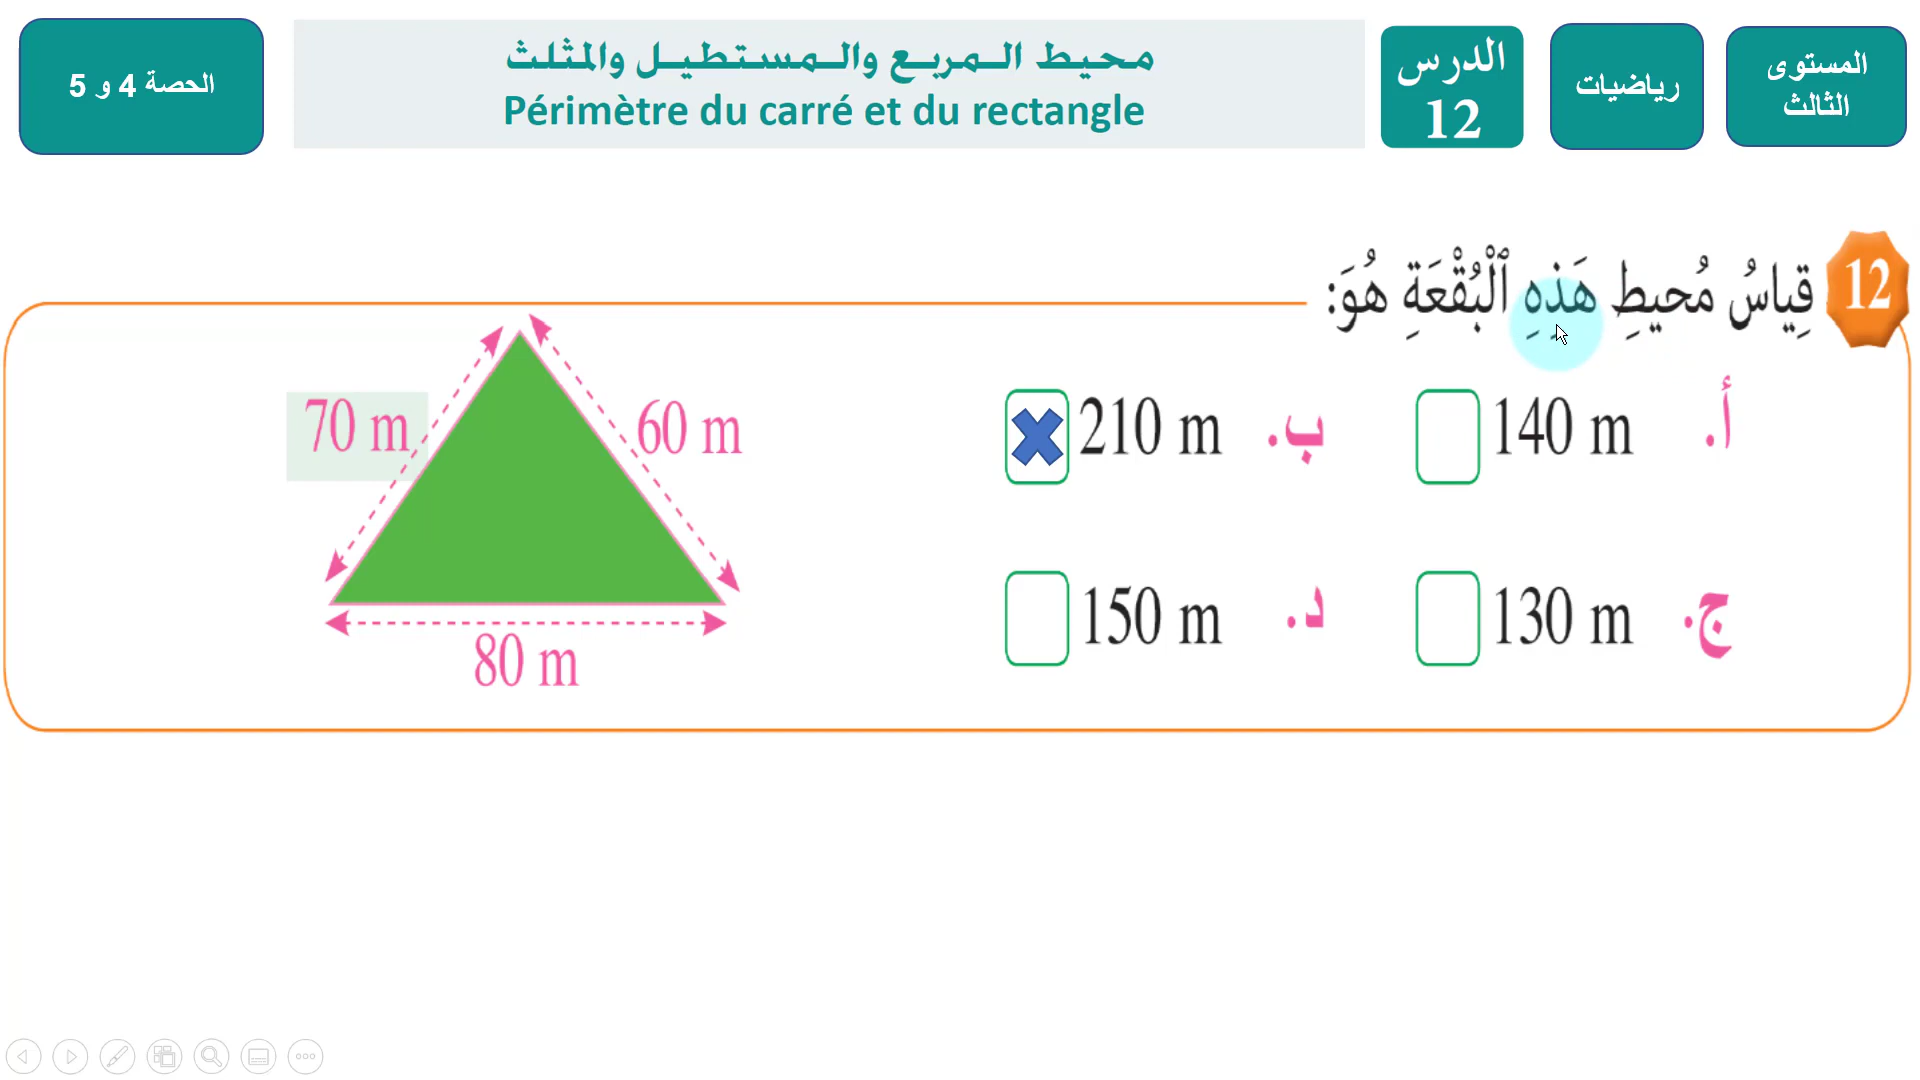 المستوى
الثالث
رياضيات
الدرس
12
محيط المربع والمستطيل والمثلث
Périmètre du carré et du rectangle
الحصة 4 و 5
12
قِياسُ مُحيطِ هَذِهِ ٱلْبُقْعَةِ هُوَ:
أ. 140 m
ب. 210 m
ج. 130 m
د. 150 m
70 m
60 m
80 m